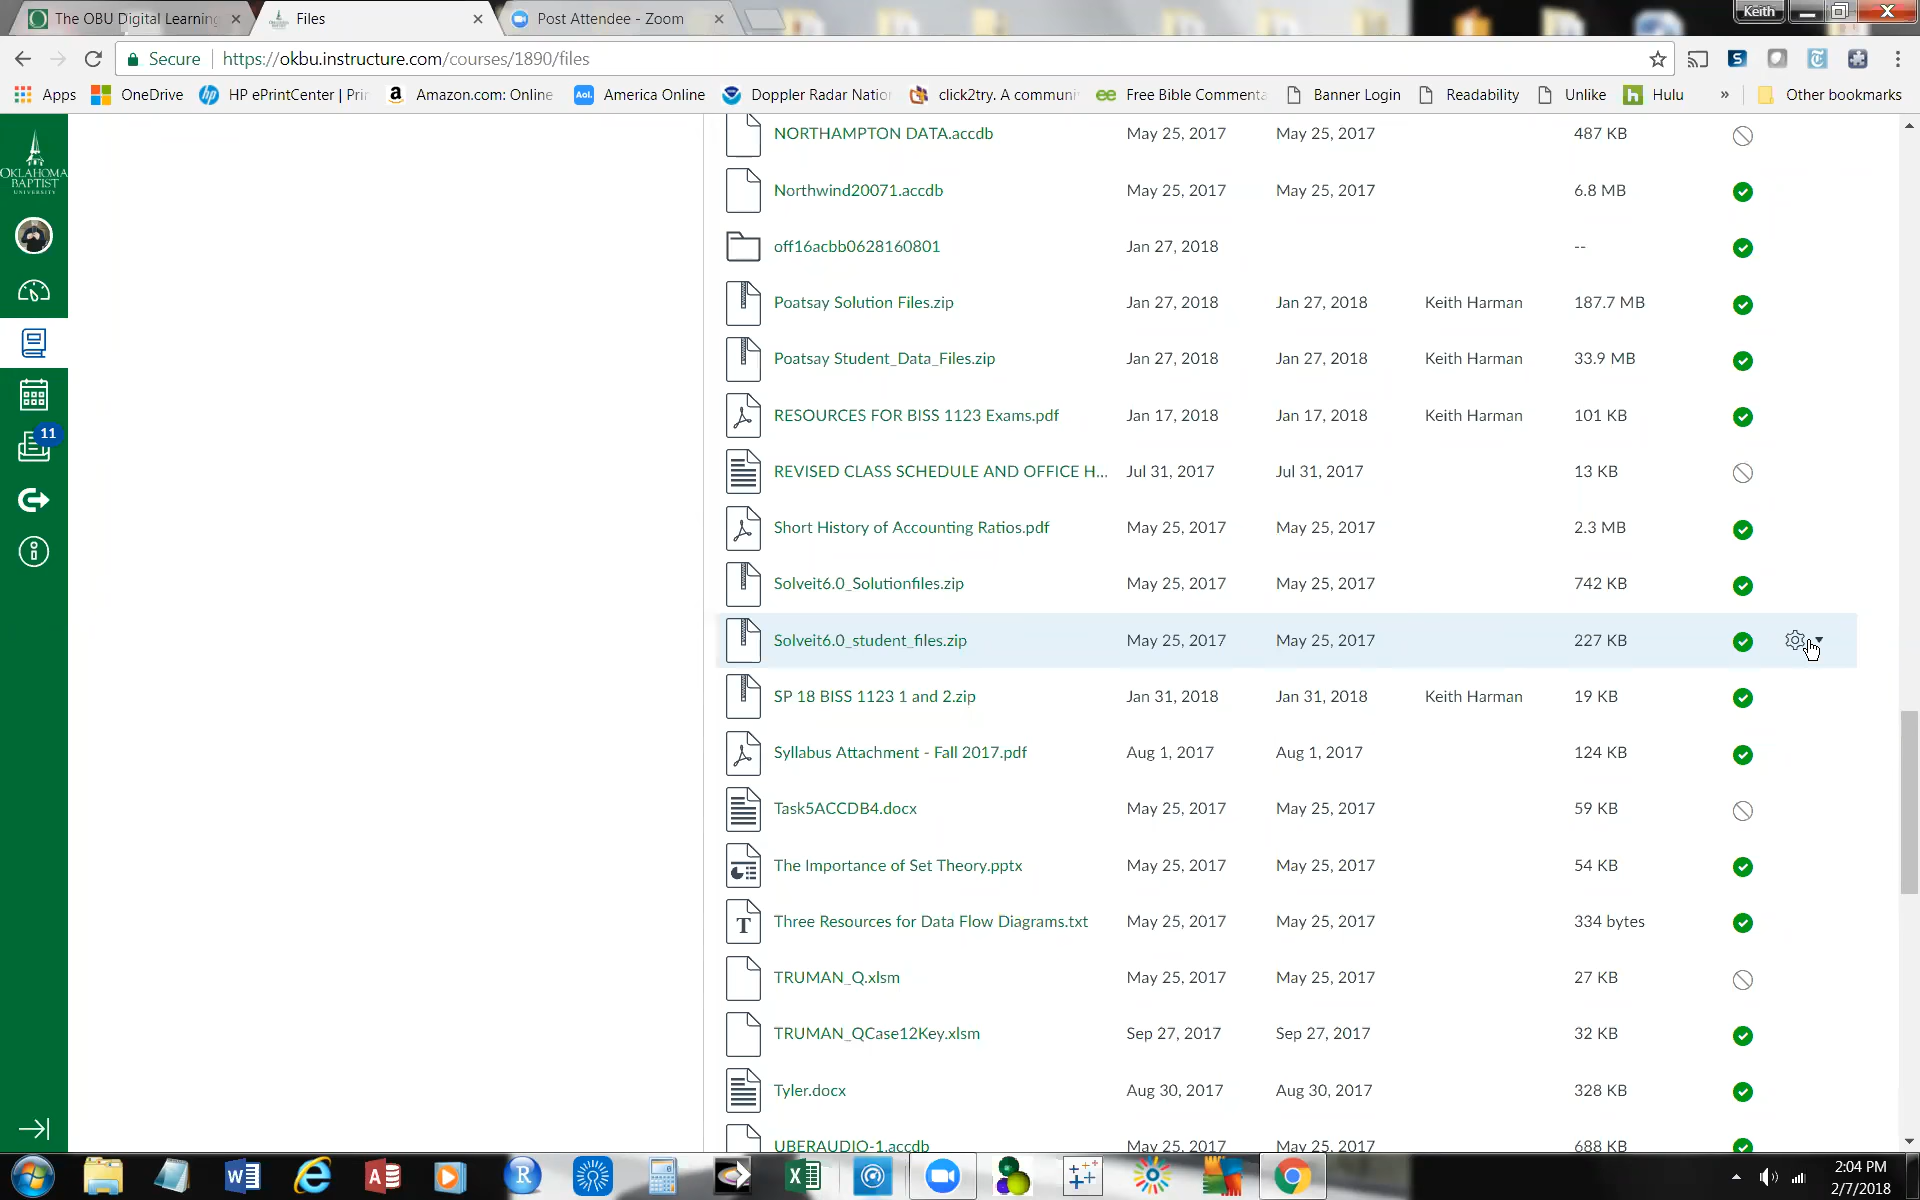 The OBU Digital Learning
Files
Post Attendee - Zoom
Keith
Secure
https://okbu.instructure.com/courses/1890/files
Apps
OneDrive
HP ePrintCenter | Pri
Amazon.com: Online
America Online
Doppler Radar Nation
click2try. A communi
Free Bible Commenta
Banner Login
Readability
Unlike
Hulu
»
Other bookmarks
OKLAHOMA
BAPTIST
UNIVERSITY
11
NORTHAMPTON DATA.accdb May 25, 2017 May 25, 2017 487 KB
Northwind20071.accdb May 25, 2017 May 25, 2017 6.8 MB
off16acbb0628160801 Jan 27, 2018 --
Poatsay Solution Files.zip Jan 27, 2018 Jan 27, 2018 Keith Harman 187.7 MB
Poatsay Student_Data_Files.zip Jan 27, 2018 Jan 27, 2018 Keith Harman 33.9 MB
RESOURCES FOR BISS 1123 Exams.pdf Jan 17, 2018 Jan 17, 2018 Keith Harman 101 KB
REVISED CLASS SCHEDULE AND OFFICE H... Jul 31, 2017 Jul 31, 2017 13 KB
Short History of Accounting Ratios.pdf May 25, 2017 May 25, 2017 2.3 MB
Solveit6.0_Solutionfiles.zip May 25, 2017 May 25, 2017 742 KB
Solveit6.0_student_files.zip May 25, 2017 May 25, 2017 227 KB
SP 18 BISS 1123 1 and 2.zip Jan 31, 2018 Jan 31, 2018 Keith Harman 19 KB
Syllabus Attachment - Fall 2017.pdf Aug 1, 2017 Aug 1, 2017 124 KB
Task5ACCDB4.docx May 25, 2017 May 25, 2017 59 KB
The Importance of Set Theory.pptx May 25, 2017 May 25, 2017 54 KB
Three Resources for Data Flow Diagrams.txt May 25, 2017 May 25, 2017 334 bytes
TRUMAN_Q.xlsm May 25, 2017 May 25, 2017 27 KB
TRUMAN_QCase12Key.xlsm Sep 27, 2017 Sep 27, 2017 32 KB
Tyler.docx Aug 30, 2017 Aug 30, 2017 328 KB
UBERAUDIO-1.accdb May 25, 2017 May 25, 2017 688 KB
2:04 PM
2/7/2018